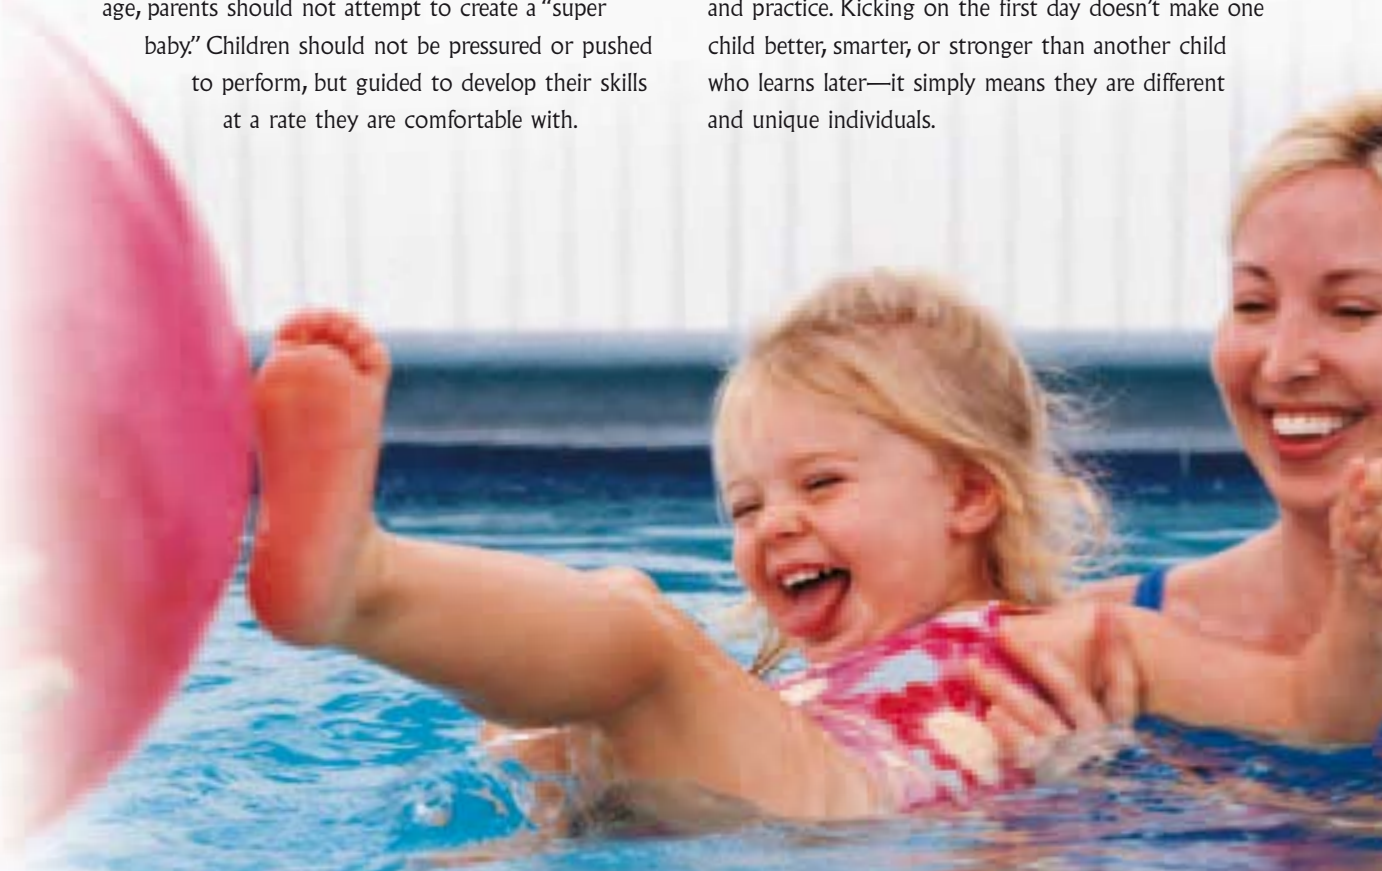 age, parents should not attempt to create a “super
baby.” Children should not be pressured or pushed
to perform, but guided to develop their skills
at a rate they are comfortable with.
and practice. Kicking on the first day doesn’t make one
child better, smarter, or stronger than another child
who learns later—it simply means they are different
and unique individuals.